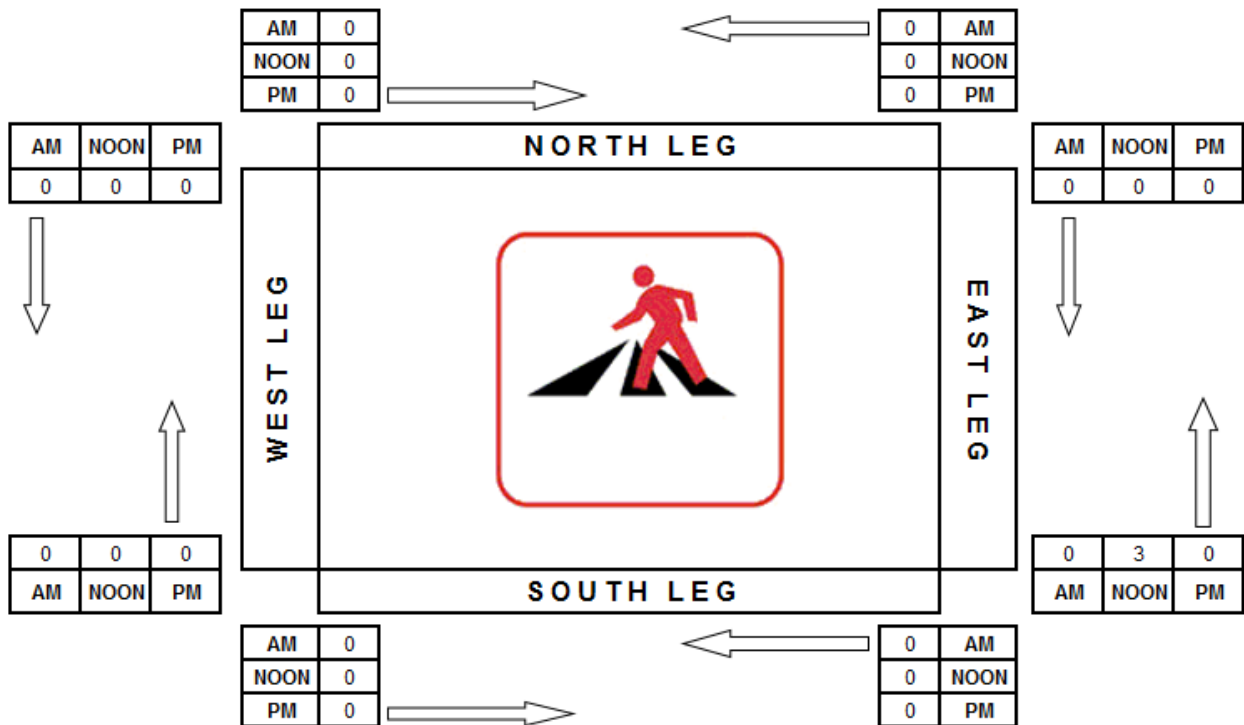 AM 0 0 AM
NOON 0 0 NOON
PM 0 0 PM
AM NOON PM NORTH LEG AM NOON PM
0 0 0 0 0 0
WEST LEG EAST LEG
0 0 0 0 3 0
AM NOON PM SOUTH LEG AM NOON PM
AM 0 0 AM
NOON 0 0 NOON
PM 0 0 PM